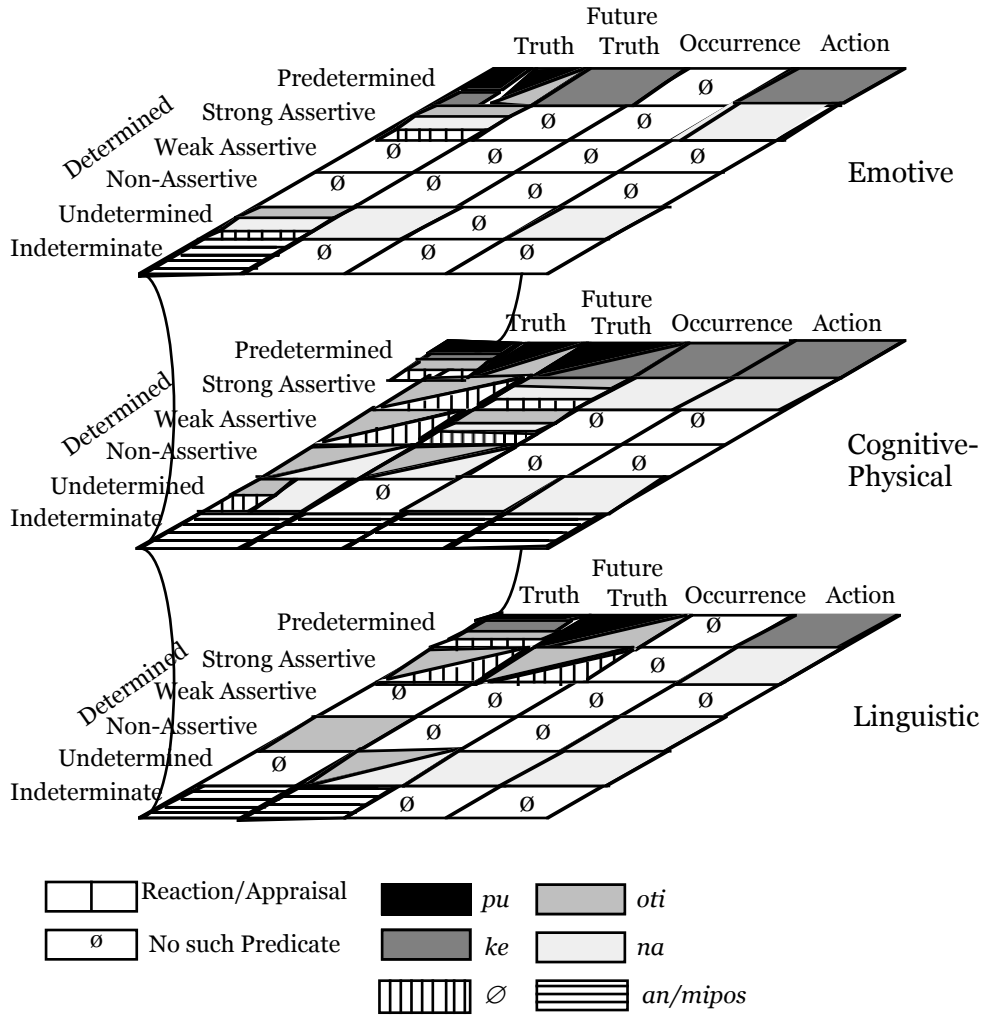 Future
Truth Truth Occurrence Action
Predetermined ø
Strong Assertive ø ø
Determined
Weak Assertive ø ø ø ø
Non-Assertive ø ø ø ø
Emotive
Undetermined ø
Indeterminate ø ø ø
Future
Truth Truth Occurrence Action
Predetermined
Strong Assertive
Determined
Weak Assertive ø ø
Non-Assertive ø ø
Cognitive-
Physical
Undetermined ø
Indeterminate
Future
Truth Truth Occurrence Action
Predetermined ø
Strong Assertive ø
Determined
Weak Assertive ø ø ø ø
Non-Assertive ø ø
Linguistic
Undetermined ø
Indeterminate ø ø
Reaction/Appraisal pu oti
ø No such Predicate ke na
∅ an/mipos